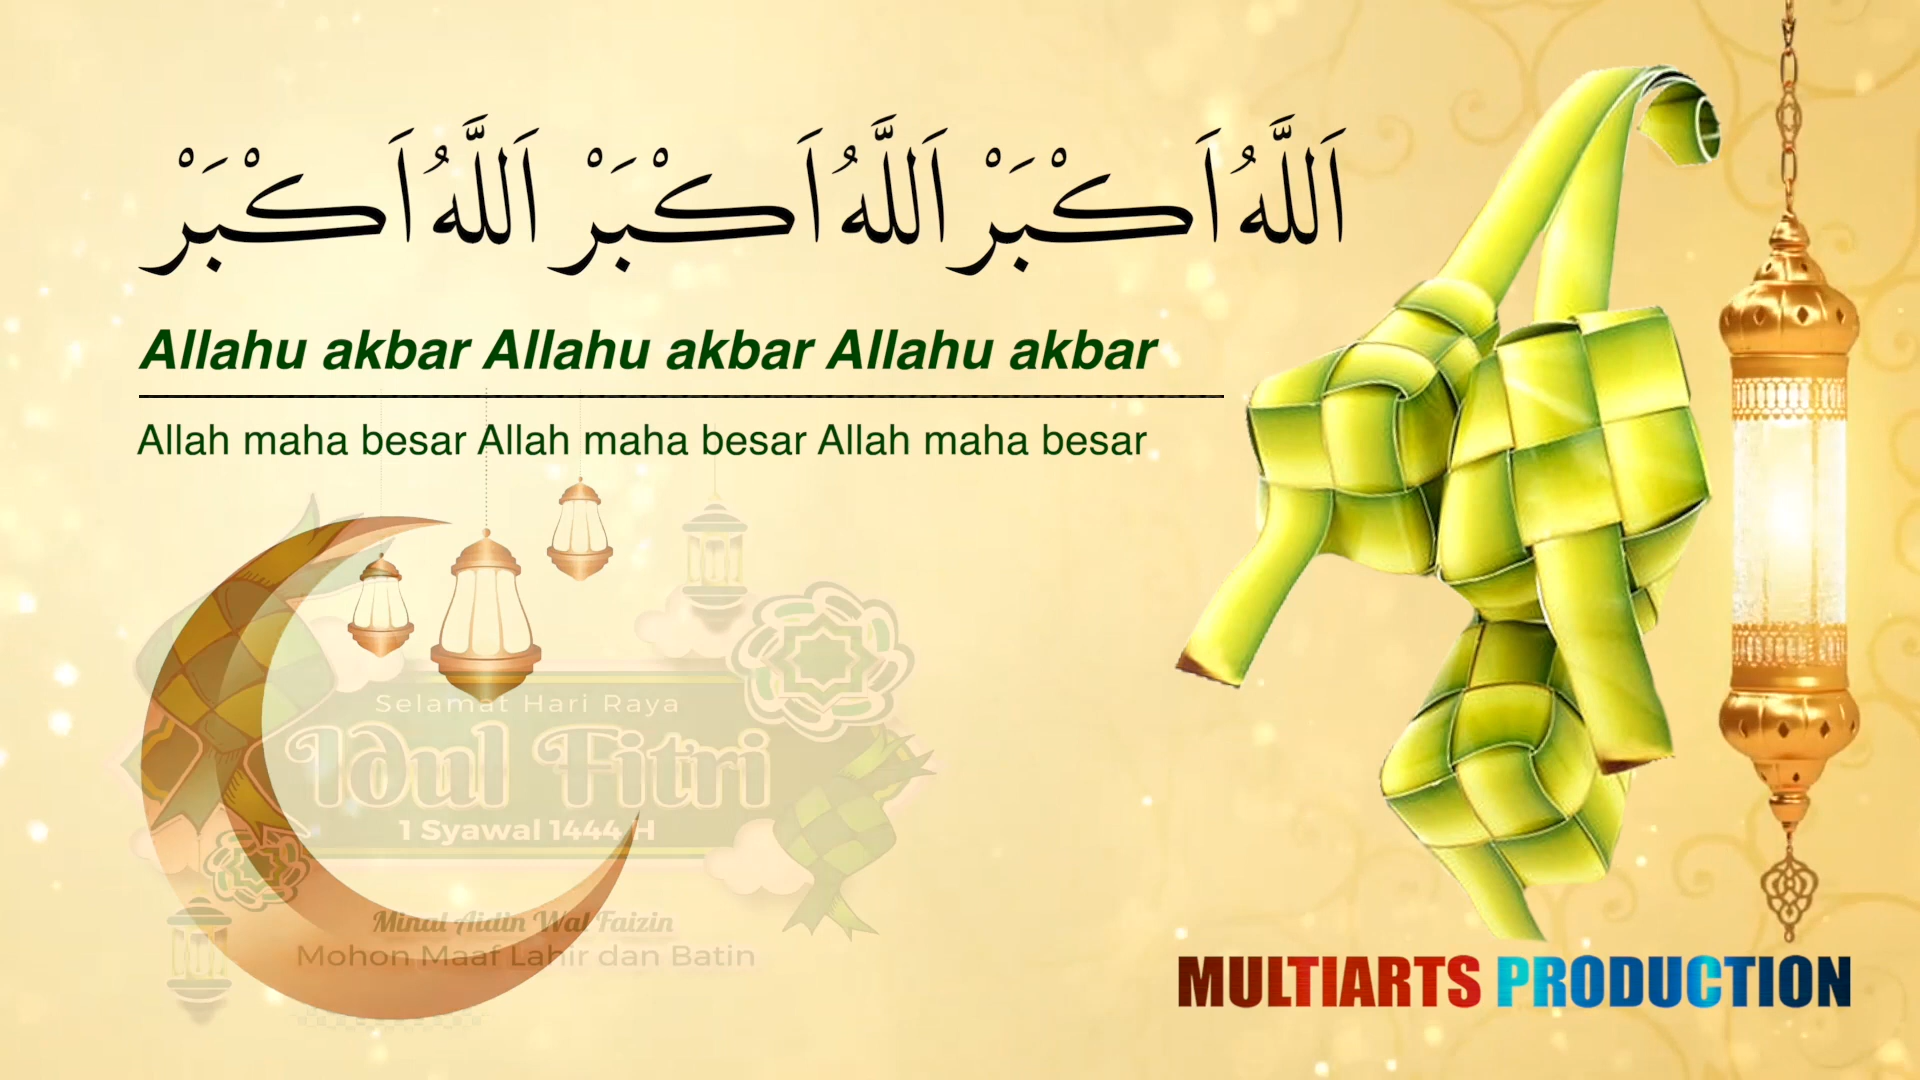 اَللَّهُ اَكْبَرْ اَللَّهُ اَكْبَرْ اَللَّهُ اَكْبَرْ
Allahu akbar Allahu akbar Allahu akbar
Allah maha besar Allah maha besar Allah maha besar
Selamat Hari Raya
Idul Fitri
1 Syawal 1444 H
Minal Aidin Wal Faizin
Mohon Maaf Lahir dan Batin
MULTIARTS PRODUCTION